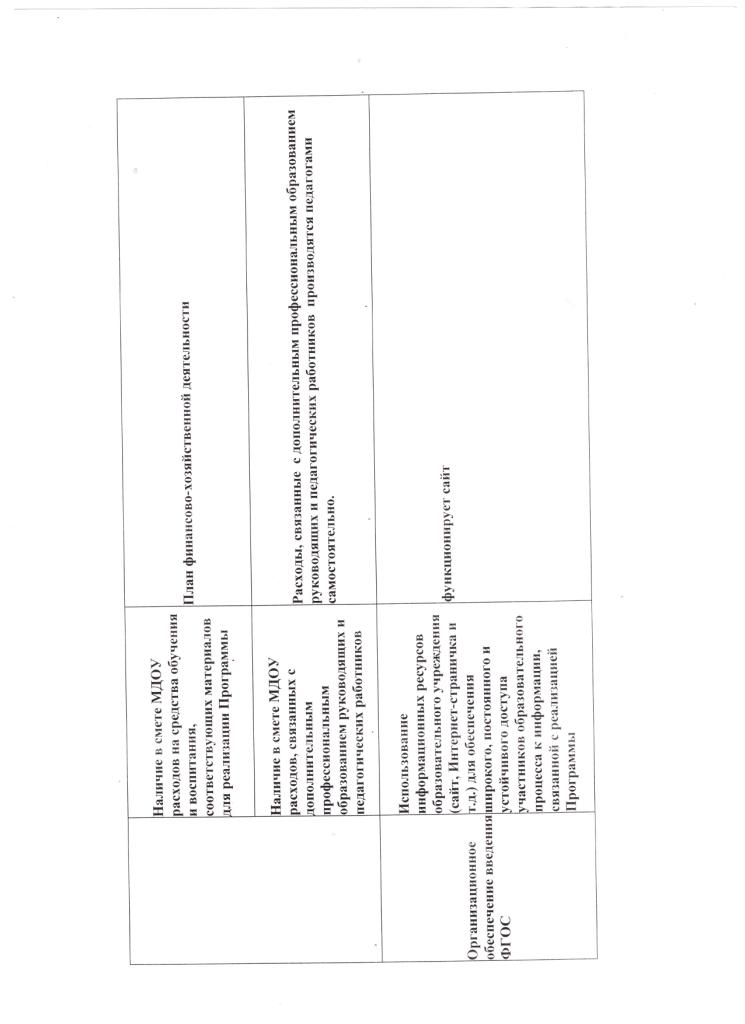 Наличие в смете МДОУ
расходов на средства обучения
и воспитания,
соответствующих материалов
для реализации Программы
План финансово-хозяйственной деятельности
Наличие в смете МДОУ
расходов, связанных с
дополнительным
профессиональным
образованием руководящих и
педагогических работников
Расходы, связанные с дополнительным профессиональным образованием
руководящих и педагогических работников производятся педагогами
самостоятельно.
Организационное
обеспечение введения
ФГОС
Использование
информационных ресурсов
образовательного учреждения
(сайт, Интернет-страничка и
т.д.) для обеспечения
широкого, постоянного и
устойчивого доступа
участников образовательного
процесса к информации,
связанной с реализацией
Программы
функционирует сайт